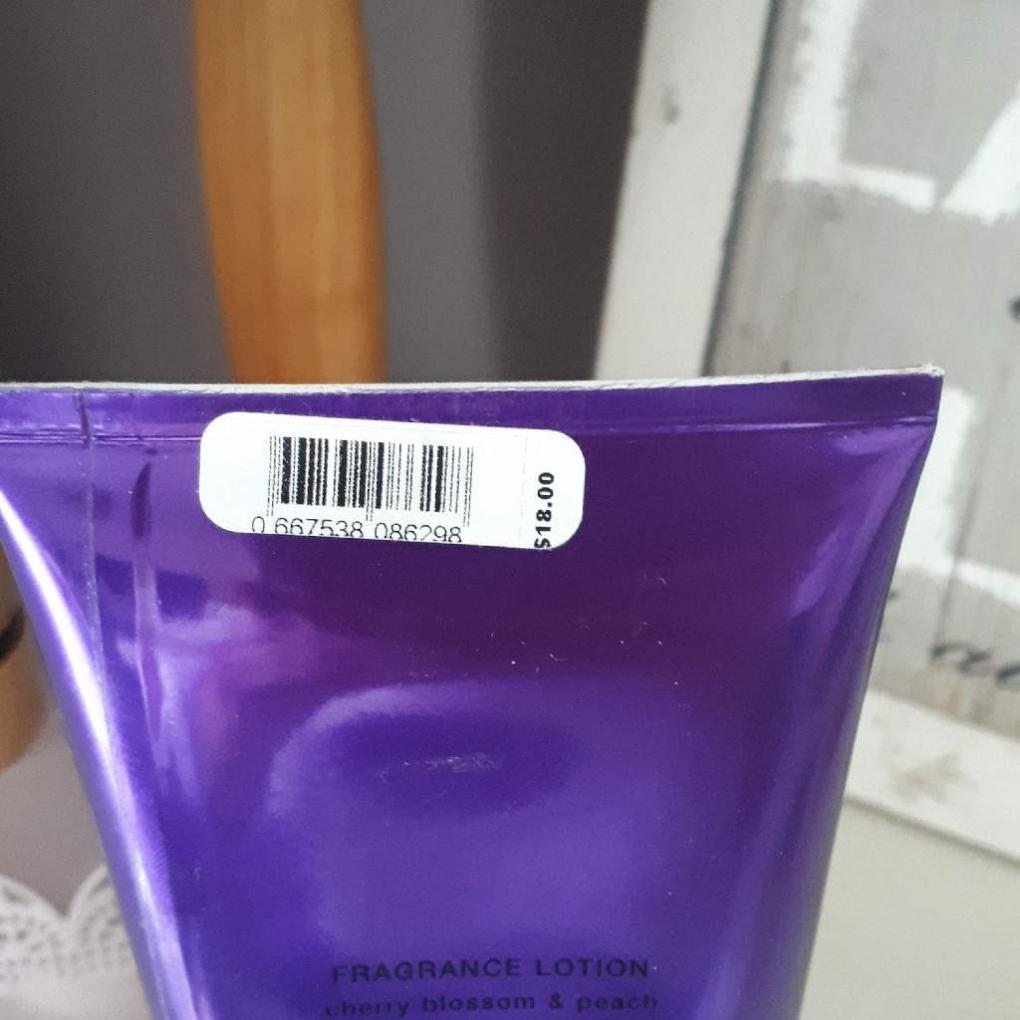 0 667538 086298
$18.00
FRAGRANCE LOTION
cherry blossom & peach